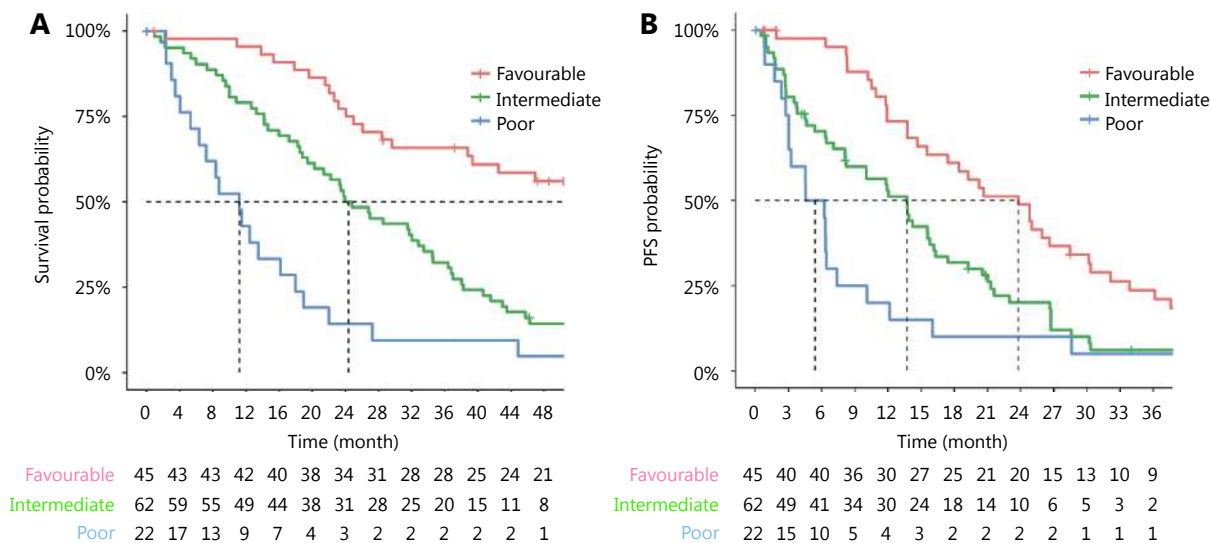 A
Survival probability
100%
75%
50%
25%
0%
Favourable
Intermediate
Poor
0 4 8 12 16 20 24 28 32 36 40 44 48
Time (month)
Favourable 45 43 43 42 40 38 34 31 28 28 25 24 21
Intermediate 62 59 55 49 44 38 31 28 25 20 15 11 8
Poor 22 17 13 9 7 4 3 2 2 2 2 2 1
B
PFS probability
100%
75%
50%
25%
0%
Favourable
Intermediate
Poor
0 3 6 9 12 15 18 21 24 27 30 33 36
Time (month)
Favourable 45 40 40 36 30 27 25 21 20 15 13 10 9
Intermediate 62 49 41 34 30 24 18 14 10 6 5 3 2
Poor 22 15 10 5 4 3 2 2 2 2 1 1 1